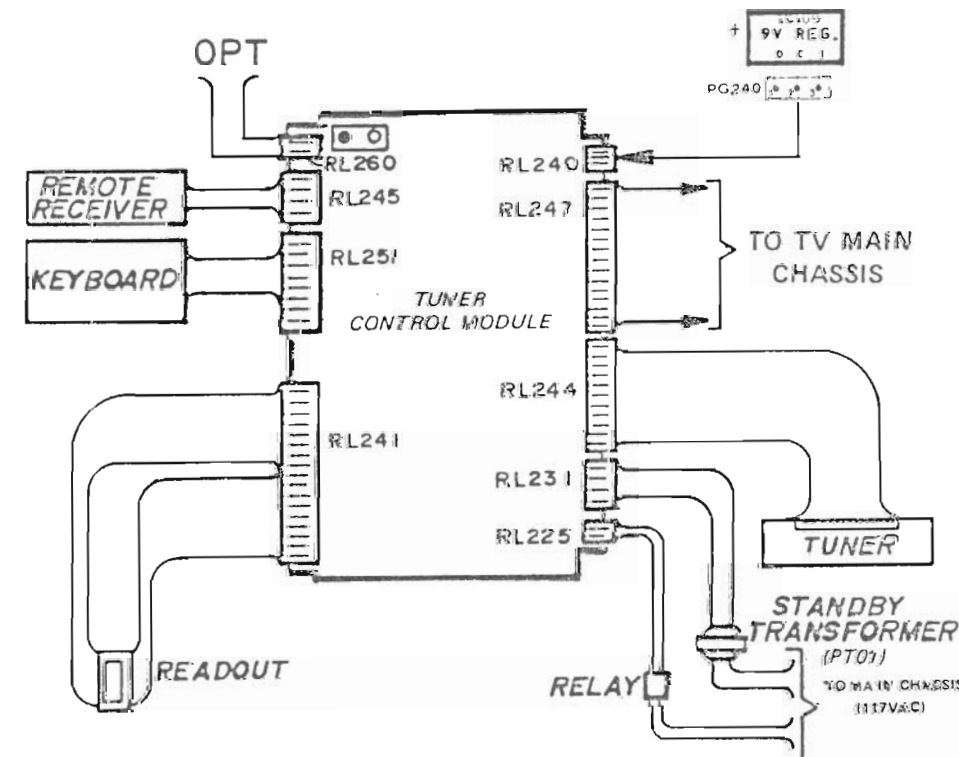 OPT
+
9V REG.
O C I
PG240
RL260
RL240
REMOTE
RECEIVER
RL245
RL247
KEYBOARD
RL251
TO TV MAIN
CHASSIS
TUNER
CONTROL MODULE
RL244
RL241
RL231
RL225
TUNER
STANDBY
TRANSFORMER
(PT01)
READOUT
RELAY
TO MAIN CHASSIS
(117VAC)